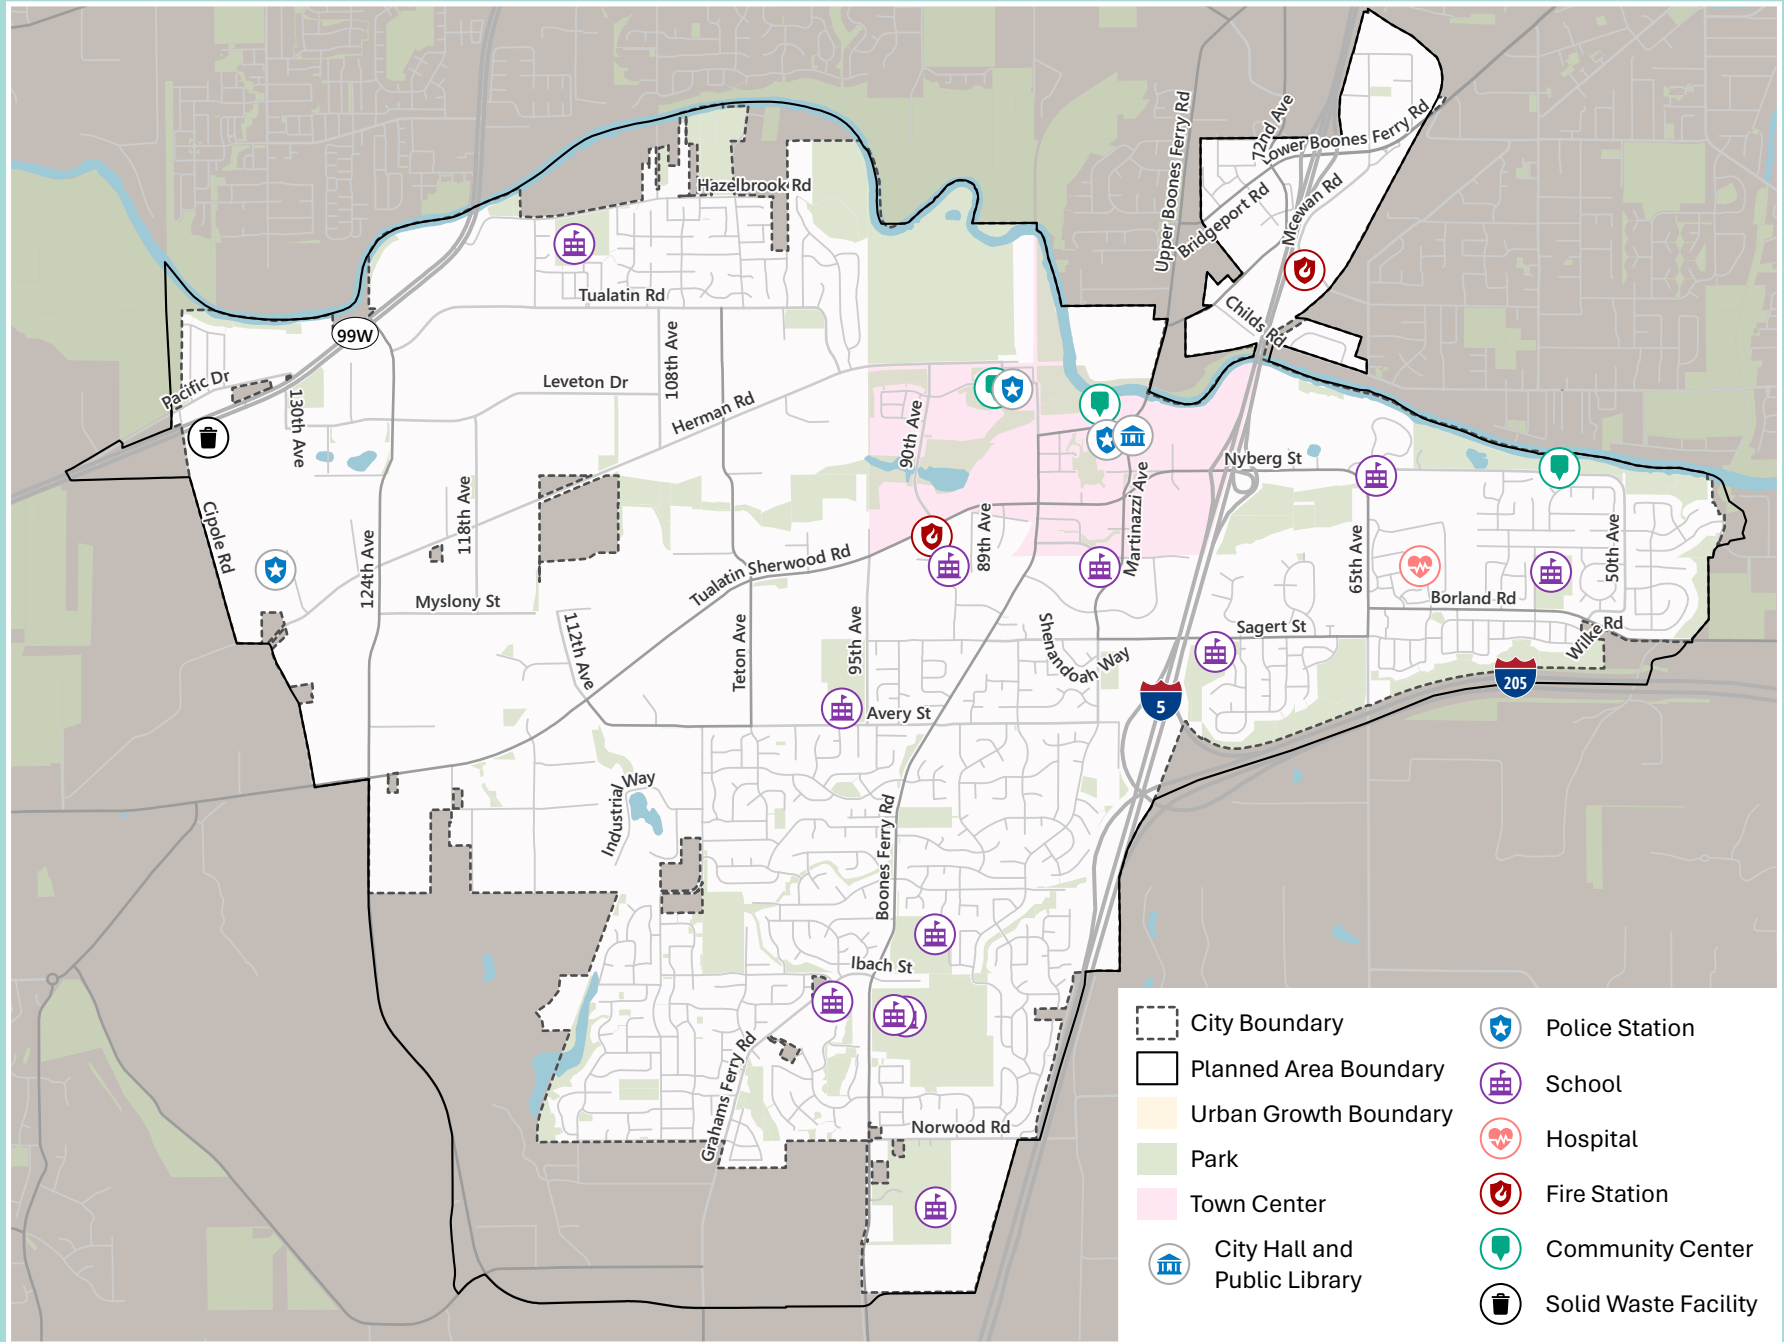 Upper Boones Ferry Rd
72nd Ave
Lower Boones Ferry Rd
Hazelbrook Rd
Bridgeport Rd
Mcewan Rd
Tualatin Rd
Childs Rd
99W
108th Ave
Pacific Dr
Leveton Dr
130th Ave
Herman Rd
90th Ave
Nyberg St
Martinazzi Ave
Cipole Rd
118th Ave
124th Ave
89th Ave
65th Ave
50th Ave
Tualatin Sherwood Rd
Myslony St
Borland Rd
112th Ave
Teton Ave
95th Ave
Shenandoah Way
Sagert St
Wilke Rd
205
5
Avery St
Industrial Way
Boones Ferry Rd
Ibach St
Grahams Ferry Rd
Norwood Rd
City Boundary
Planned Area Boundary
Urban Growth Boundary
Park
Town Center
City Hall and
Public Library
Police Station
School
Hospital
Fire Station
Community Center
Solid Waste Facility